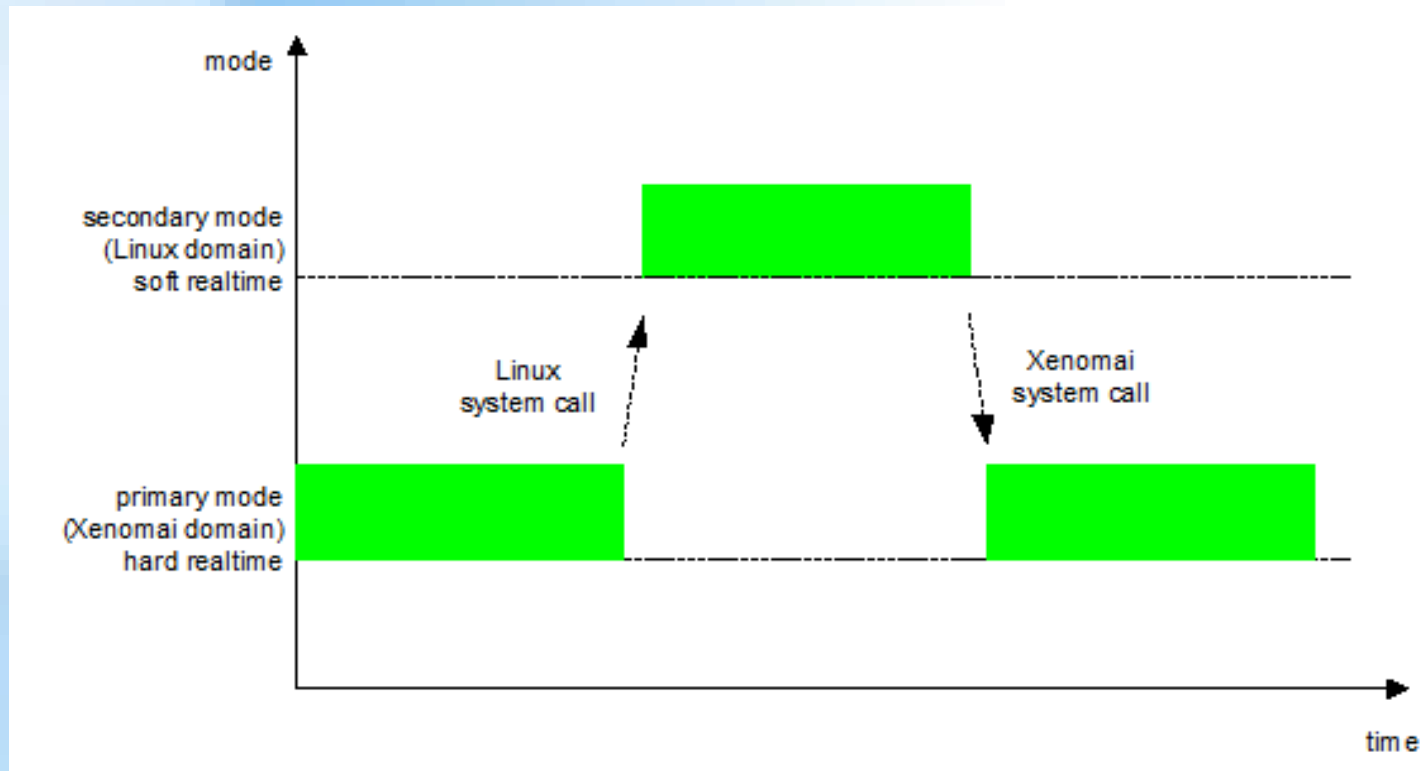 mode
secondary mode
(Linux domain)
soft realtime
Linux
system call
Xenomai
system call
primary mode
(Xenomai domain)
hard realtime
time